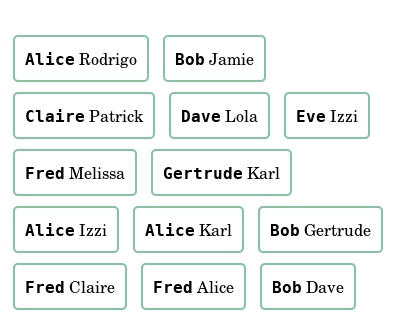 Alice Rodrigo Bob Jamie
Claire Patrick Dave Lola Eve Izzi
Fred Melissa Gertrude Karl
Alice Izzi Alice Karl Bob Gertrude
Fred Claire Fred Alice Bob Dave